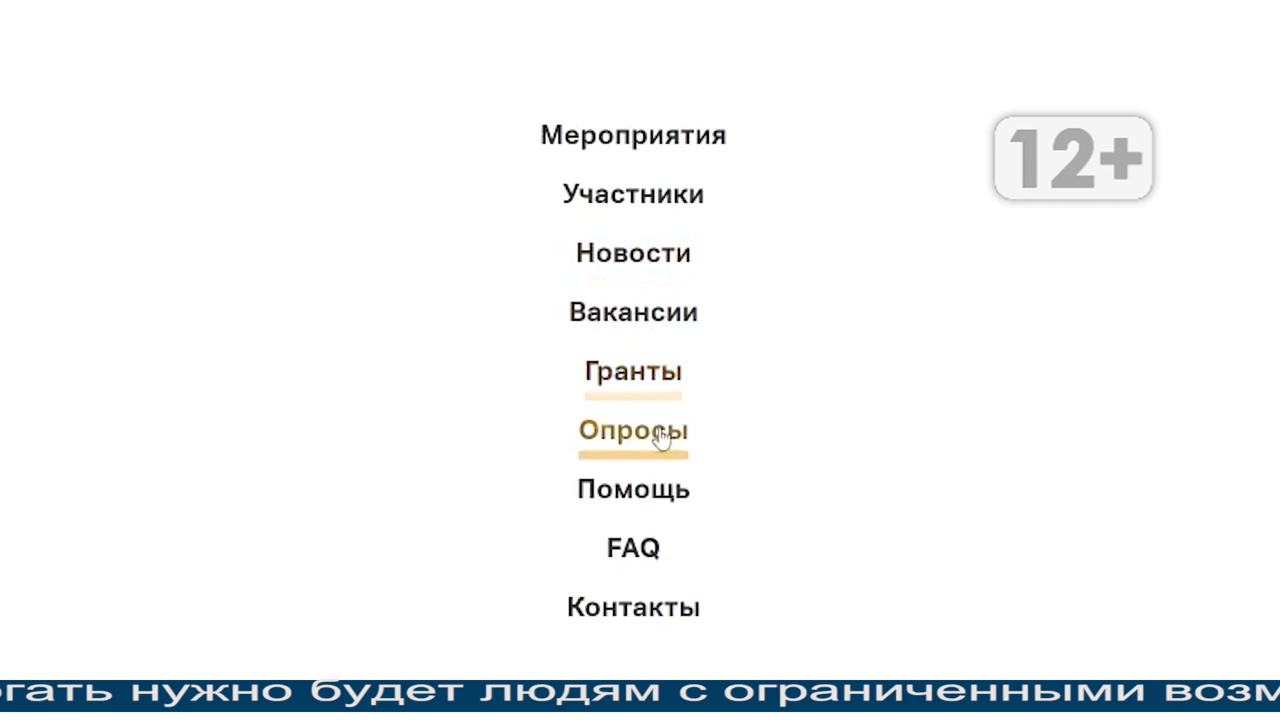 Мероприятия
12+
Участники
Новости
Вакансии
Гранты
Опросы
Помощь
FAQ
Контакты
нужно будет людям с ограниченными